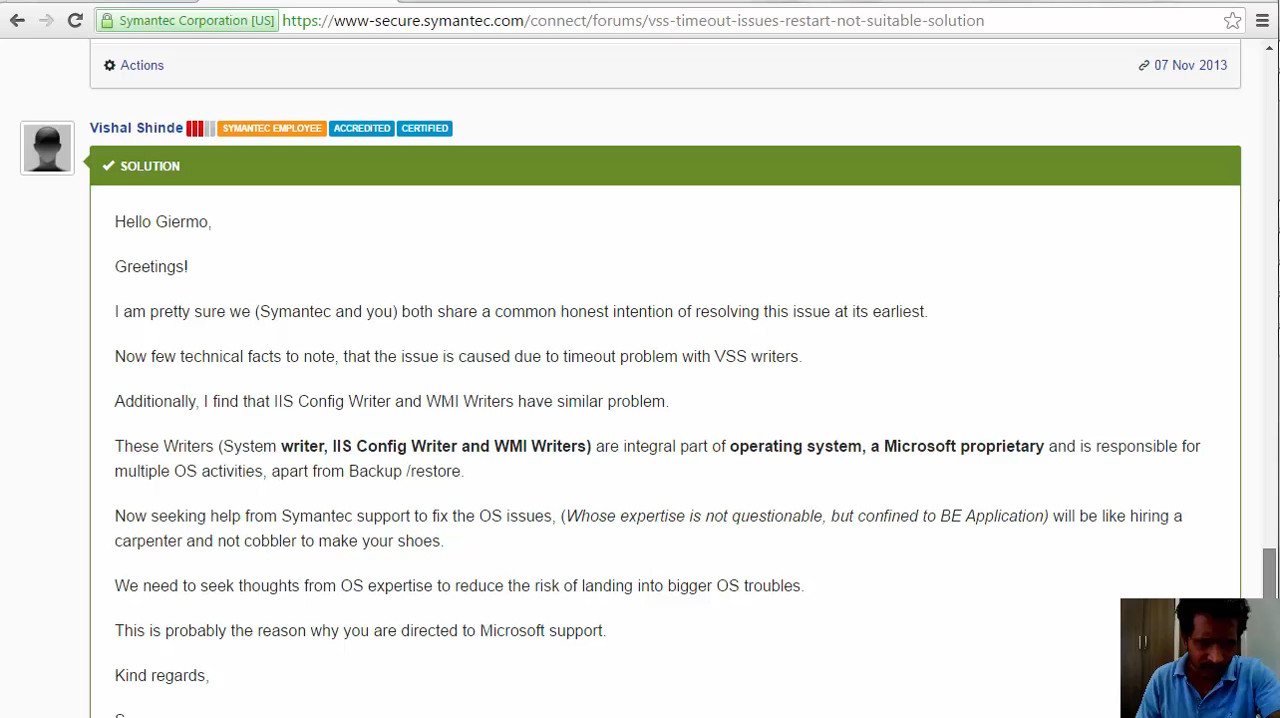 Symantec Corporation [US] https://www-secure.symantec.com/connect/forums/vss-timeout-issues-restart-not-suitable-solution
Actions 07 Nov 2013
Vishal Shinde SYMANTEC EMPLOYEE ACCREDITED CERTIFIED
SOLUTION
Hello Giermo,
Greetings!
I am pretty sure we (Symantec and you) both share a common honest intention of resolving this issue at its earliest.
Now few technical facts to note, that the issue is caused due to timeout problem with VSS writers.
Additionally, I find that IIS Config Writer and WMI Writers have similar problem.
These Writers (System writer, IIS Config Writer and WMI Writers) are integral part of operating system, a Microsoft proprietary and is responsible for
multiple OS activities, apart from Backup /restore.
Now seeking help from Symantec support to fix the OS issues, (Whose expertise is not questionable, but confined to BE Application) will be like hiring a
carpenter and not cobbler to make your shoes.
We need to seek thoughts from OS expertise to reduce the risk of landing into bigger OS troubles.
This is probably the reason why you are directed to Microsoft support.
Kind regards,